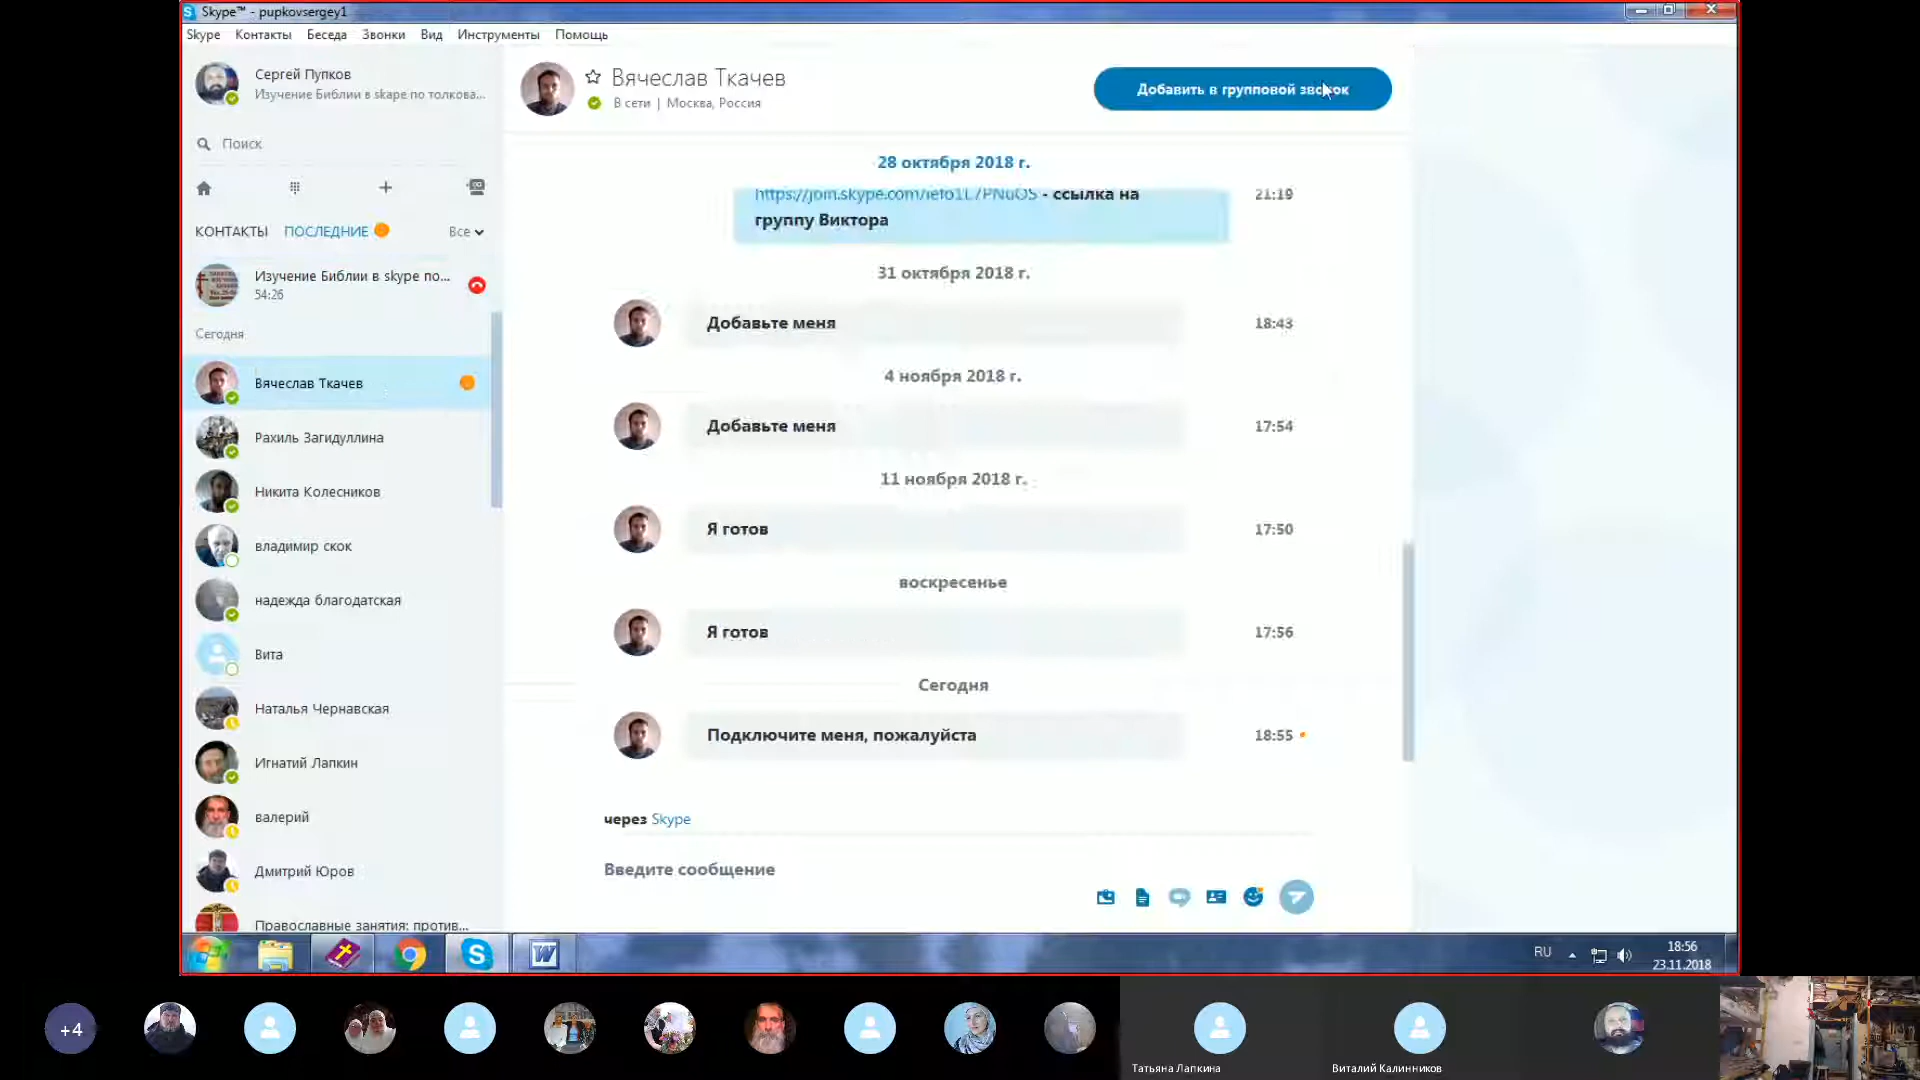 Skype™ - pupkovsergey1
Skype Контакты Беседа Звонки Вид Инструменты Помощь
Сергей Пупков
Изучение Библии в skape по толкова...
Поиск
КОНТАКТЫ ПОСЛЕДНИЕ Все
Изучение Библии в skype по...
54:26
Сегодня
Вячеслав Ткачев
Рахиль Загидуллина
Никита Колесников
владимир скок
надежда благодатская
Вита
Наталья Чернавская
Игнатий Лапкин
валерий
Дмитрий Юров
Православные занятия: против...
Вячеслав Ткачев
В сети | Москва, Россия
Добавить в групповой звонок
28 октября 2018 г.
- ссылка на 21:19
группу Виктора
31 октября 2018 г.
Добавьте меня 18:43
4 ноября 2018 г.
Добавьте меня 17:54
11 ноября 2018 г.
Я готов 17:50
воскресенье
Я готов 17:56
Сегодня
Подключите меня, пожалуйста 18:55
через Skype
Введите сообщение
RU 18:56
23.11.2018
+4
Татьяна Лапкина
Виталий Калинников